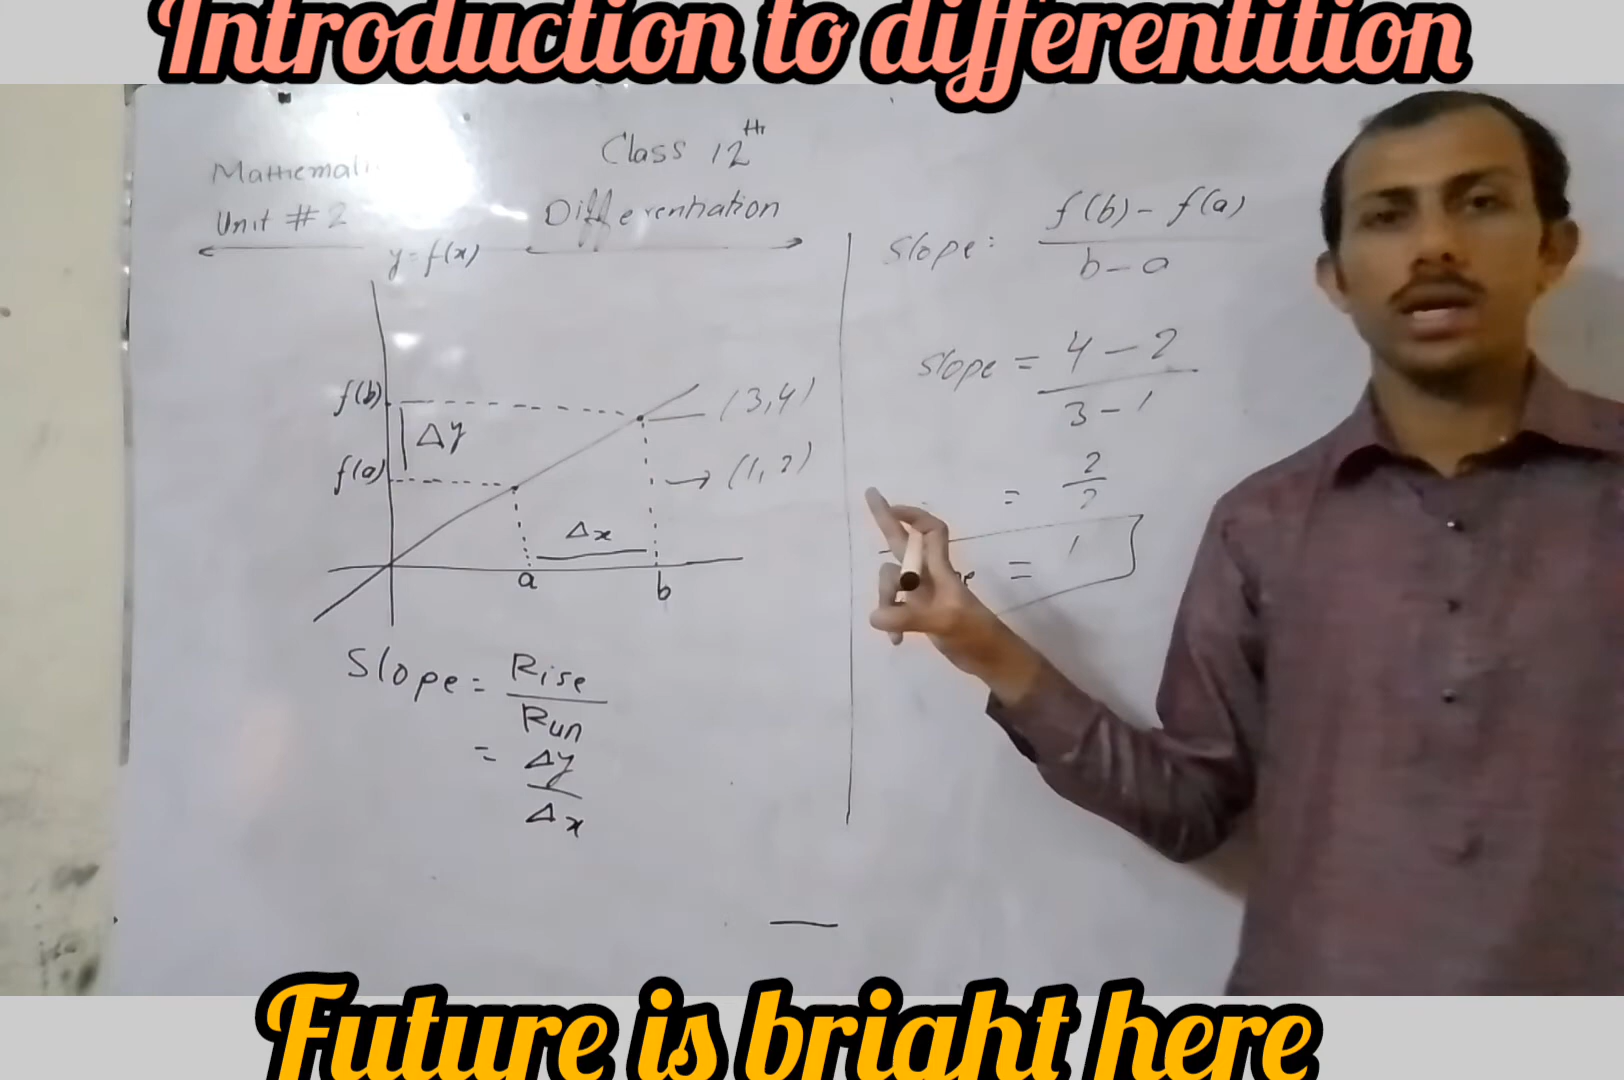 Introduction to differentition
Class 12th
Mathemati
Unit # 2
Differentiation
y = f(x)
f(b)
Δy
f(a)
(3,4)
→ (1,2)
Δx
a
b
Slope = Rise
Run
= Δy
Δx
Slope: f(b) - f(a)
b - a
Slope = 4 - 2
3 - 1
= 2
2
= 1
Future is bright here